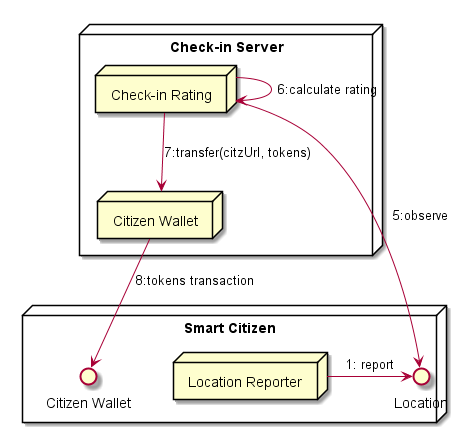 Check-in Server
Check-in Rating
6:calculate rating
7:transfer(citzUrl, tokens)
Citizen Wallet
5:observe
8:tokens transaction
Smart Citizen
Citizen Wallet
Location Reporter
1: report
Location